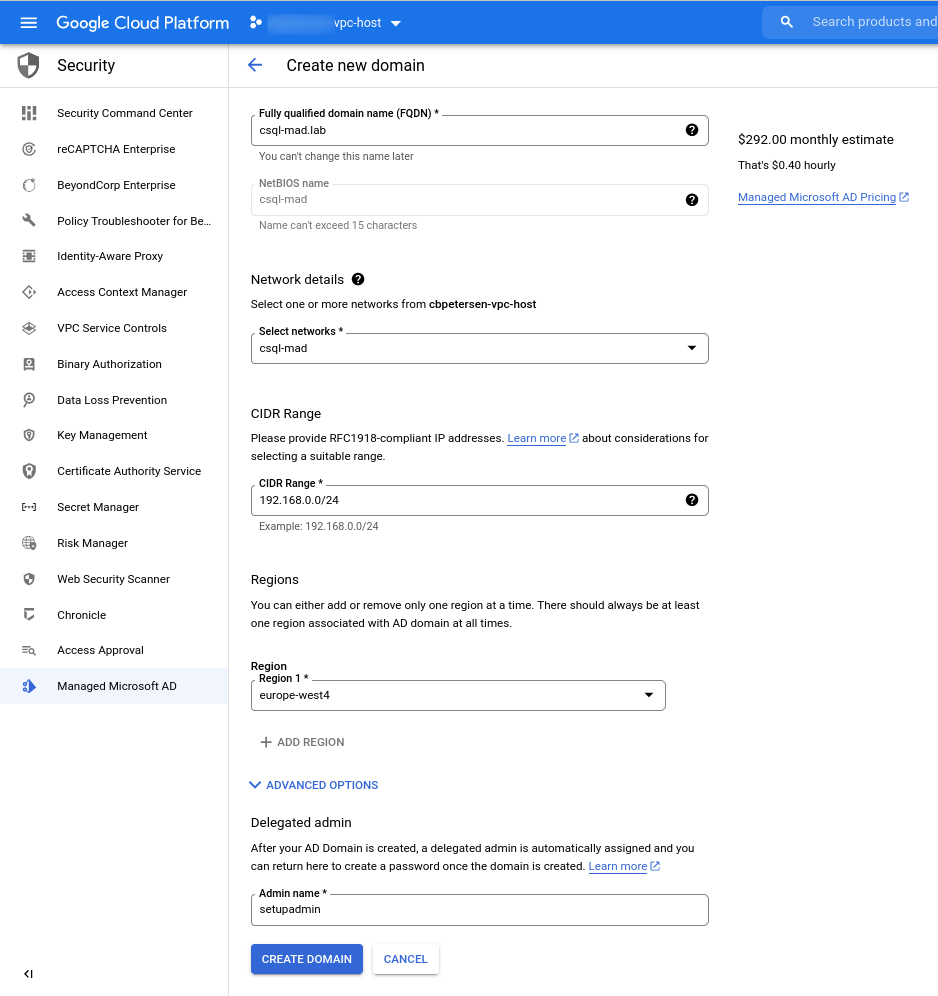 Google Cloud Platform
vpc-host
Search products and
Security
Create new domain
Security Command Center
reCAPTCHA Enterprise
BeyondCorp Enterprise
Policy Troubleshooter for Be...
Identity-Aware Proxy
Access Context Manager
VPC Service Controls
Binary Authorization
Data Loss Prevention
Key Management
Certificate Authority Service
Secret Manager
Risk Manager
Web Security Scanner
Chronicle
Access Approval
Managed Microsoft AD
Fully qualified domain name (FQDN) *
csql-mad.lab
You can't change this name later
NetBIOS name
csql-mad
Name can't exceed 15 characters
Network details
Select one or more networks from cbpetersen-vpc-host
Select networks *
csql-mad
CIDR Range
Please provide RFC1918-compliant IP addresses. Learn more about considerations for
selecting a suitable range.
CIDR Range *
192.168.0.0/24
Example: 192.168.0.0/24
Regions
You can either add or remove only one region at a time. There should always be at least
one region associated with AD domain at all times.
Region
Region 1 *
europe-west4
ADD REGION
ADVANCED OPTIONS
Delegated admin
After your AD Domain is created, a delegated admin is automatically assigned and you
can return here to create a password once the domain is created. Learn more
Admin name *
setupadmin
CREATE DOMAIN
CANCEL
$292.00 monthly estimate
That's $0.40 hourly
Managed Microsoft AD Pricing